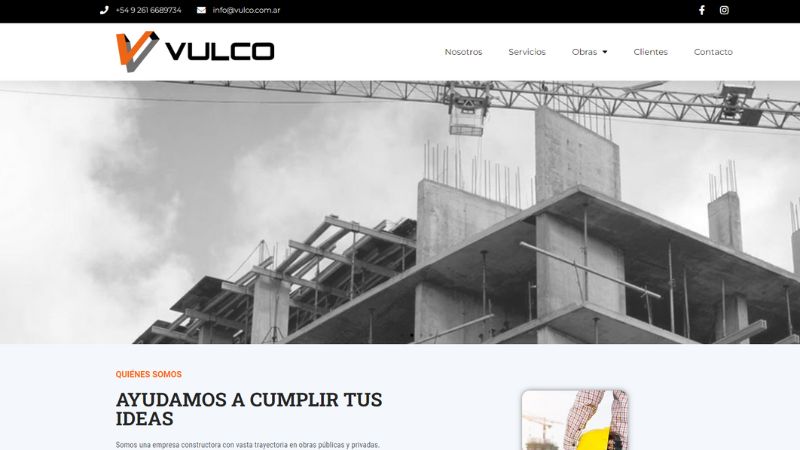 +54 9 261 6689734
info@vulco.com.ar
VULCO
Nosotros
Servicios
Obras
Clientes
Contacto
QUIÉNES SOMOS
AYUDAMOS A CUMPLIR TUS
IDEAS
Somos una empresa constructora con vasta trayectoria en obras públicas y privadas.